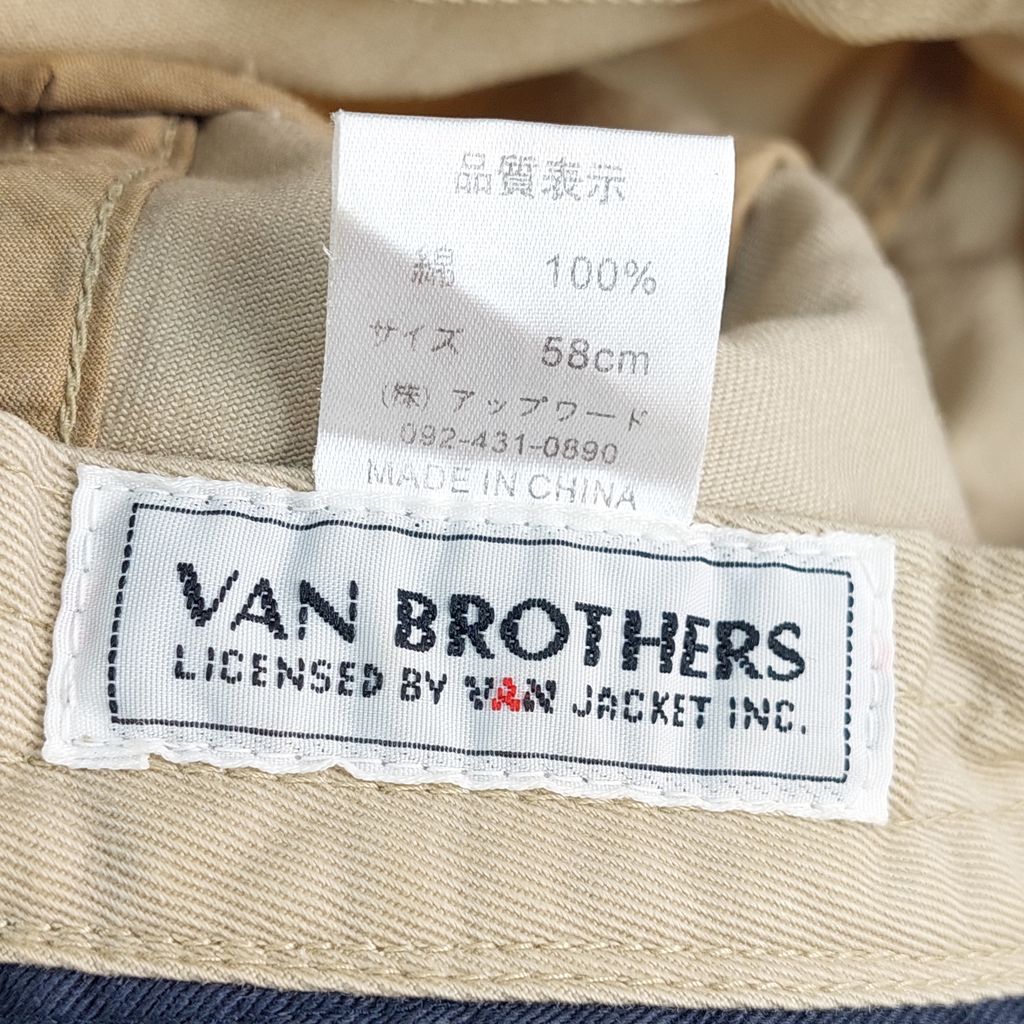 品質表示
綿 100%
サイズ 58cm
(株) アップワード
092-431-0890
MADE IN CHINA
VAN BROTHERS
LICENSED BY VAN JACKET INC.